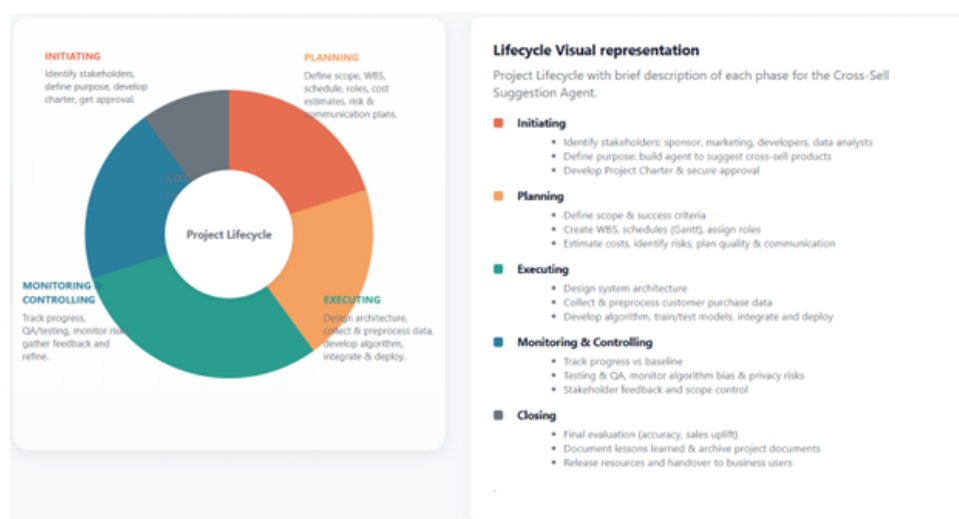 INITIATING
Identify stakeholders,
define purpose, develop
charter, get approval.
PLANNING
Define scope, WBS,
schedule, roles, cost
estimates, risk &
communication plans.
Project Lifecycle
MONITORING &
CONTROLLING
Track progress,
QA/testing, monitor risks,
gather feedback and
refine.
EXECUTING
Design architecture,
collect & preprocess data,
develop algorithm,
integrate & deploy.
Lifecycle Visual representation
Project Lifecycle with brief description of each phase for the Cross-Sell
Suggestion Agent.
Initiating
• Identify stakeholders: sponsor, marketing, developers, data analysts
• Define purpose: build agent to suggest cross-sell products
• Develop Project Charter & secure approval
Planning
• Define scope & success criteria
• Create WBS, schedules (Gantt), assign roles
• Estimate costs, identify risks, plan quality & communication
Executing
• Design system architecture
• Collect & preprocess customer purchase data
• Develop algorithm, train/test models, integrate and deploy
Monitoring & Controlling
• Track progress vs baseline
• Testing & QA, monitor algorithm bias & privacy risks
• Stakeholder feedback and scope control
Closing
• Final evaluation (accuracy, sales uplift)
• Document lessons learned & archive project documents
• Release resources and handover to business users
.